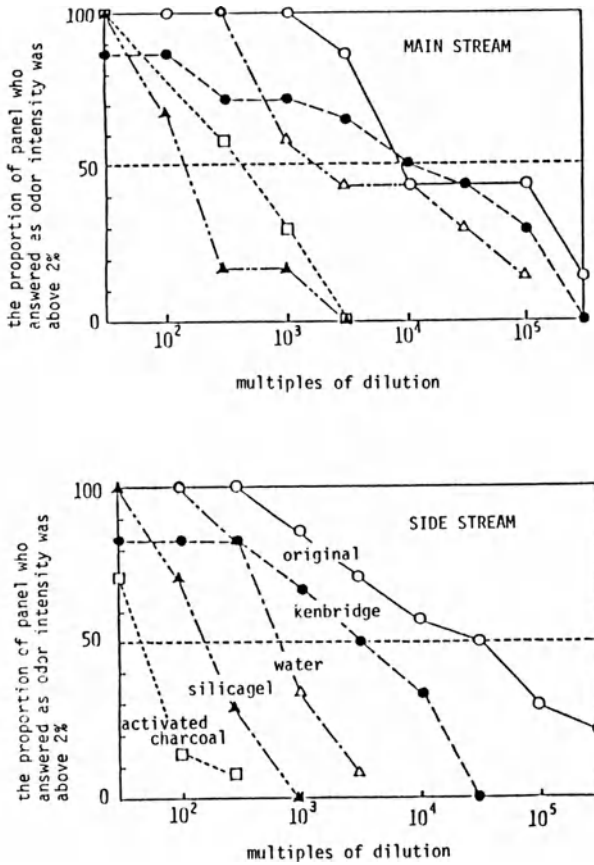 100
MAIN STREAM
50
0
10²
10³
10⁴
10⁵
the proportion of panel who
answered as odor intensity was
above 2%
multiples of dilution
100
SIDE STREAM
original
kenbridge
50
water
silicagel
activated
charcoal
0
10²
10³
10⁴
10⁵
the proportion of panel who
answered as odor intensity was
above 2%
multiples of dilution